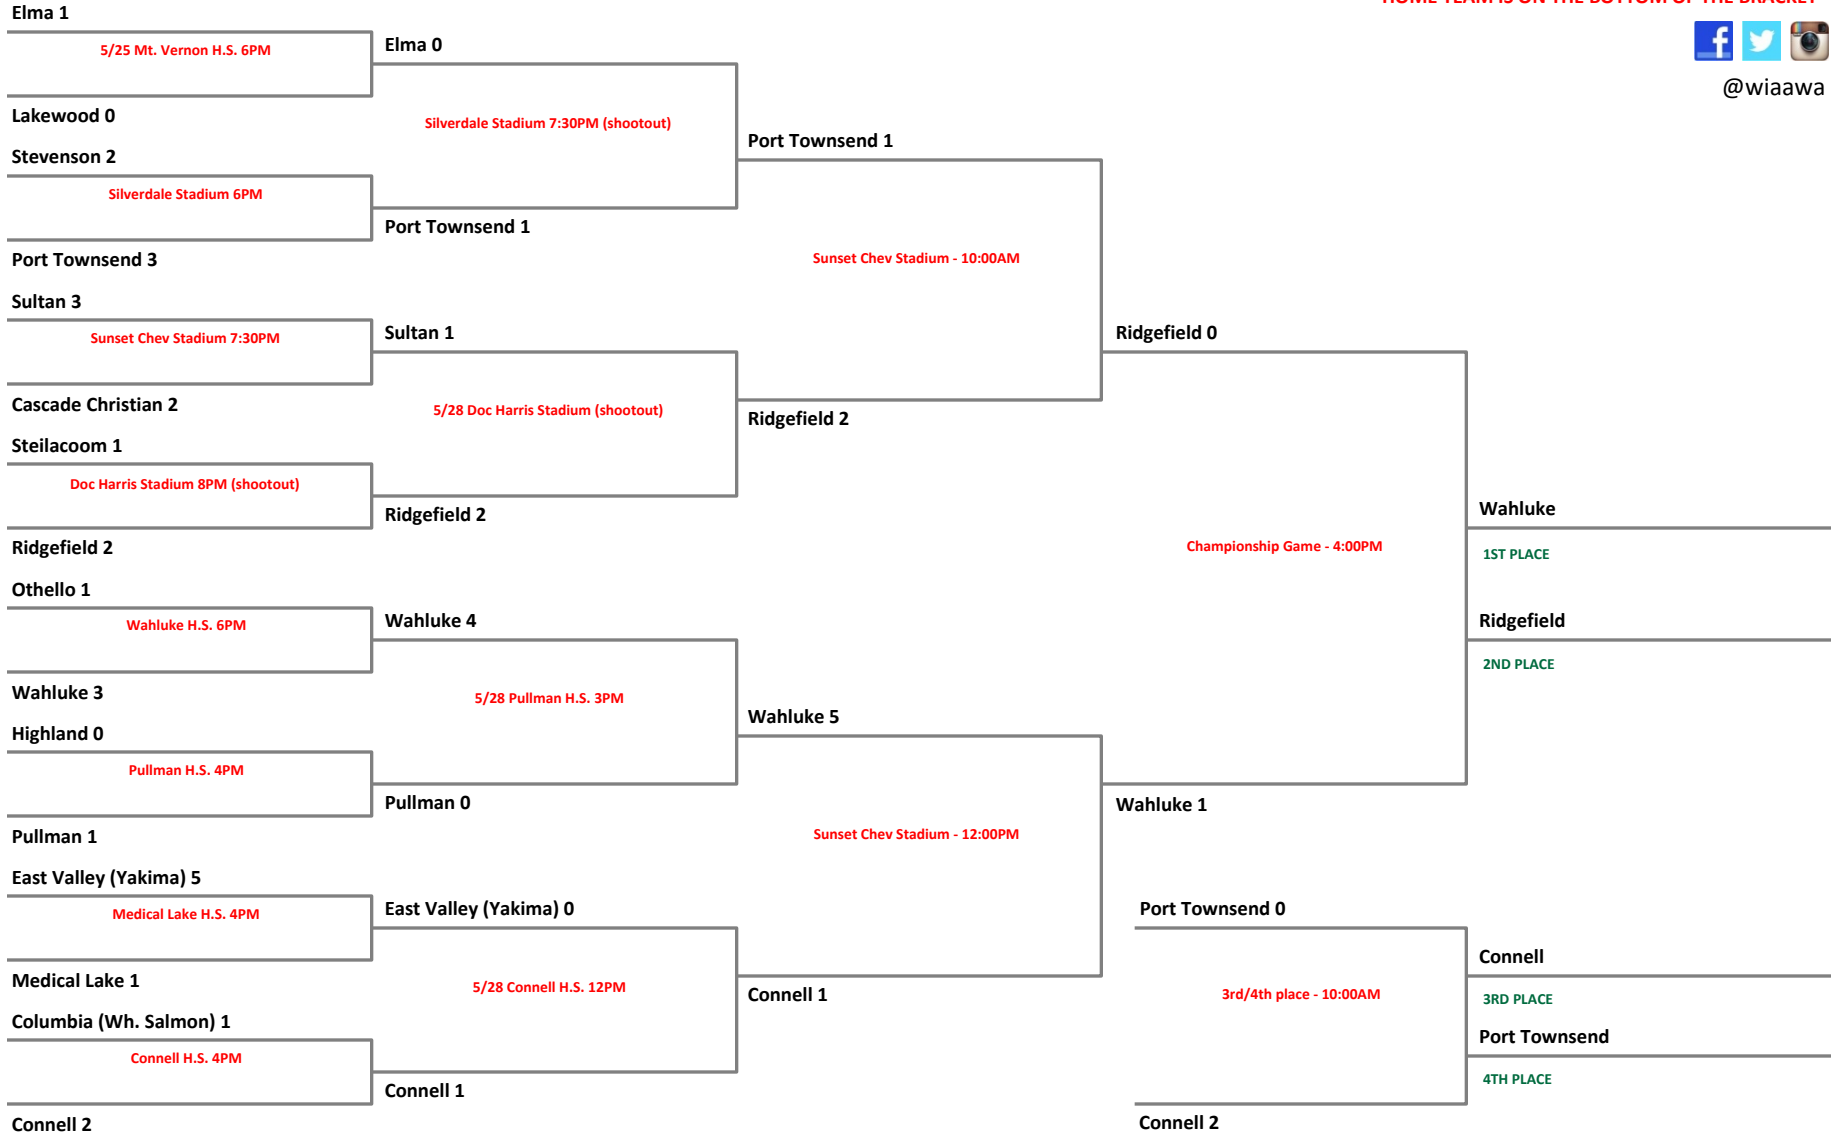 HOME TEAM IS ON THE BOTTOM OF THE BRACKET
@wiaawa
Elma 1
5/25 Mt. Vernon H.S. 6PM
Lakewood 0
Stevenson 2
Silverdale Stadium 6PM
Port Townsend 3
Sultan 3
Sunset Chev Stadium 7:30PM
Cascade Christian 2
Steilacoom 1
Doc Harris Stadium 8PM (shootout)
Ridgefield 2
Othello 1
Wahluke H.S. 6PM
Wahluke 3
Highland 0
Pullman H.S. 4PM
Pullman 1
East Valley (Yakima) 5
Medical Lake H.S. 4PM
Medical Lake 1
Columbia (Wh. Salmon) 1
Connell H.S. 4PM
Connell 2
Elma 0
Silverdale Stadium 7:30PM (shootout)
Port Townsend 1
Sultan 1
5/28 Doc Harris Stadium (shootout)
Ridgefield 2
Wahluke 4
5/28 Pullman H.S. 3PM
Pullman 0
East Valley (Yakima) 0
5/28 Connell H.S. 12PM
Connell 1
Port Townsend 1
Sunset Chev Stadium - 10:00AM
Ridgefield 2
Wahluke 5
Sunset Chev Stadium - 12:00PM
Connell 1
Ridgefield 0
Championship Game - 4:00PM
Wahluke 1
Port Townsend 0
3rd/4th place - 10:00AM
Connell 2
Wahluke
1ST PLACE
Ridgefield
2ND PLACE
Connell
3RD PLACE
Port Townsend
4TH PLACE